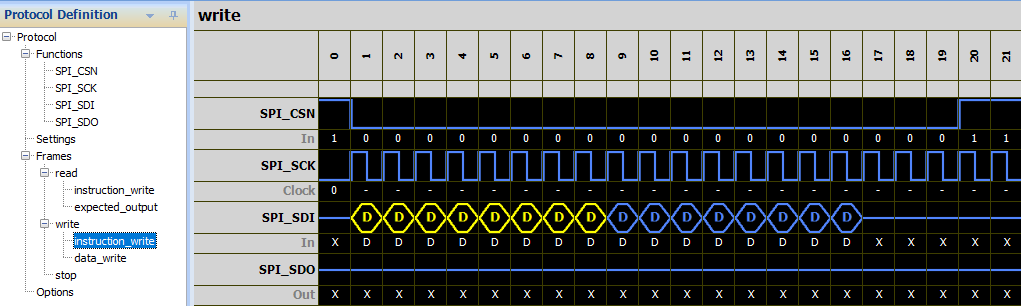 Protocol Definition
Protocol
Functions
SPI_CSN
SPI_SCK
SPI_SDI
SPI_SDO
Settings
Frames
read
instruction_write
expected_output
write
instruction_write
data_write
stop
Options
write
0 1 2 3 4 5 6 7 8 9 10 11 12 13 14 15 16 17 18 19 20 21
SPI_CSN
In 1 0 0 0 0 0 0 0 0 0 0 0 0 0 0 0 0 0 0 0 1 1
SPI_SCK
Clock 0 - - - - - - - - - - - - - - - - - - - - -
SPI_SDI D D D D D D D D D D D D D D D D
In X D D D D D D D D D D D D D D D D X X X X X
SPI_SDO
Out X X X X X X X X X X X X X X X X X X X X X X